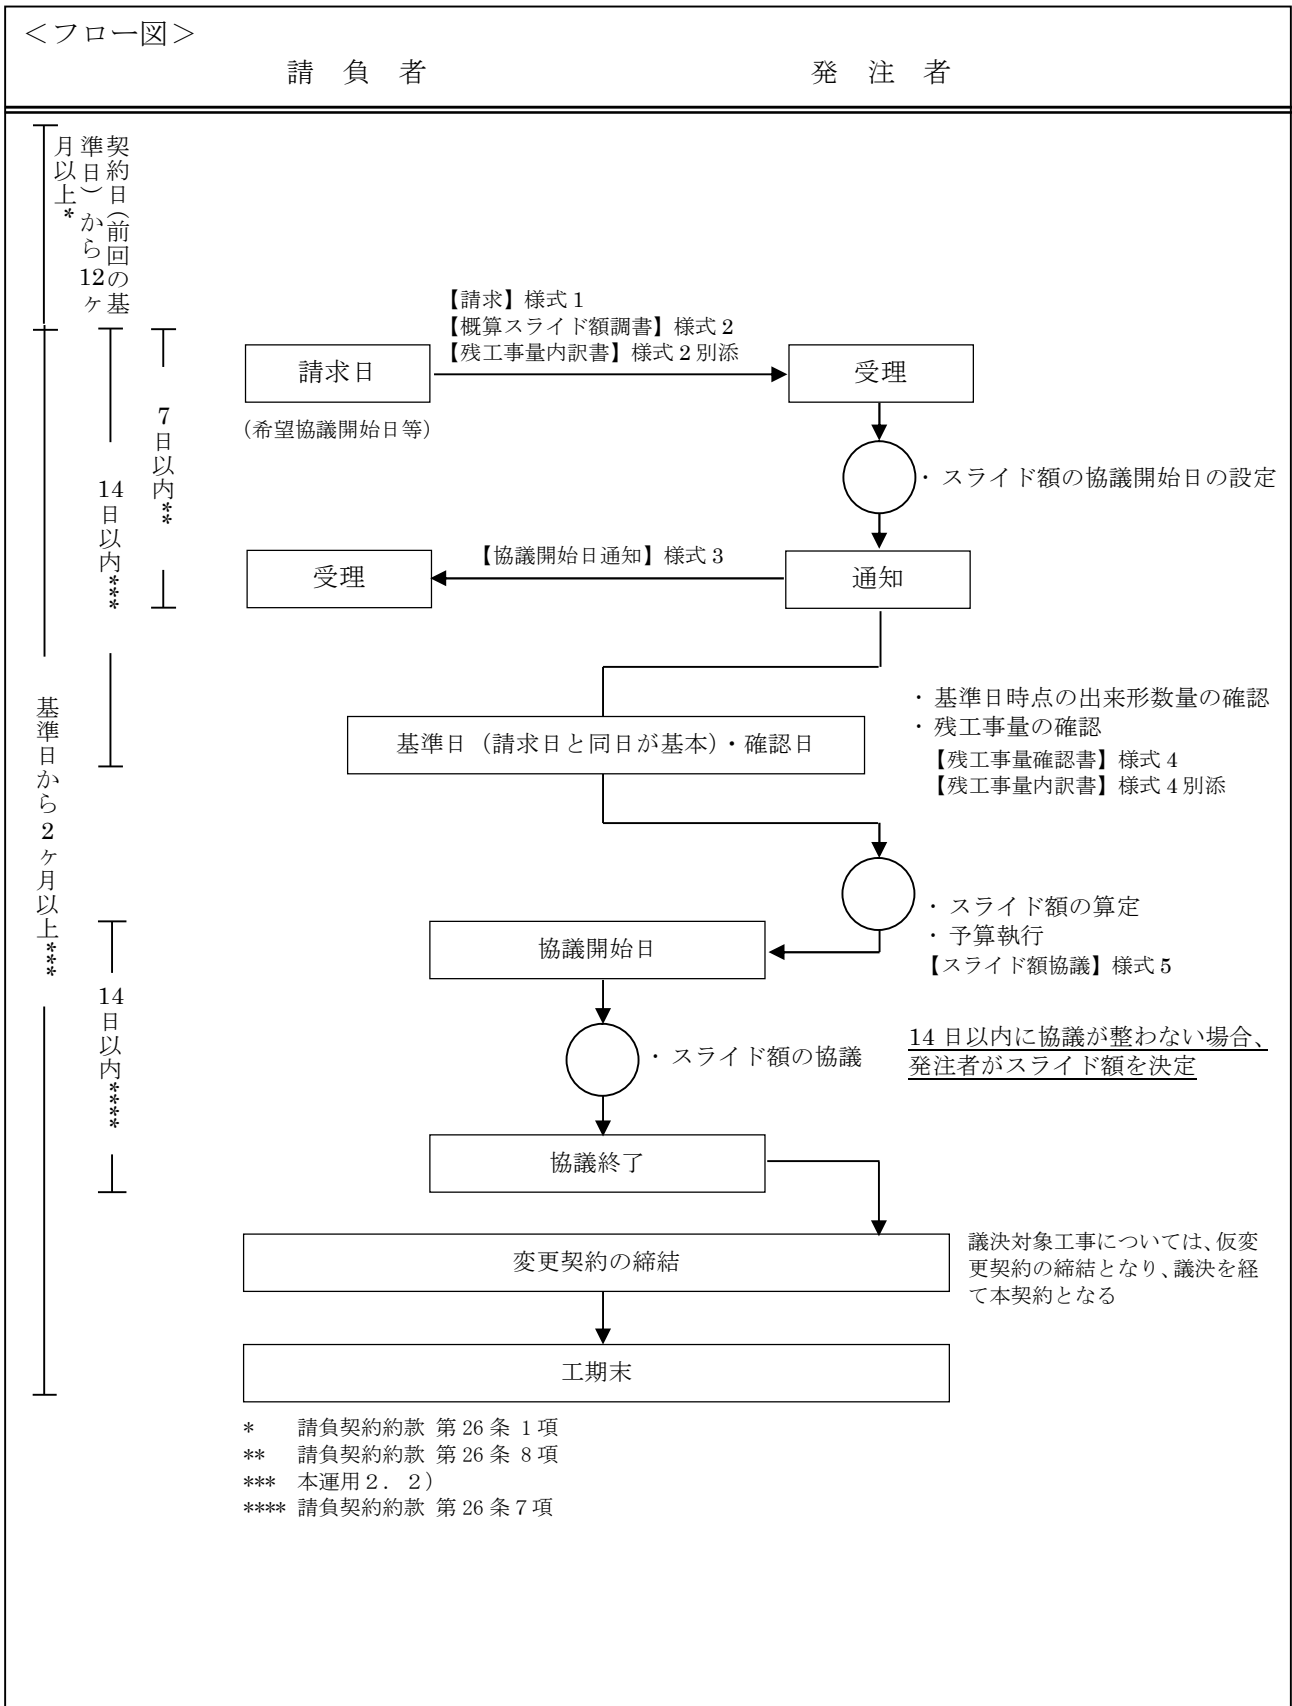 ＜フロー図＞
請　負　者　　　　　　　発　注　者
契約日(前回の基
準日）から12ヶ
月以上*
【請求】様式 1
【概算スライド額調書】様式 2
【残工事量内訳書】様式 2 別添
請求日
受理
（希望協議開始日等）
7日以内**
14日以内***
・スライド額の協議開始日の設定
【協議開始日通知】様式 3
受理
通知
基準日から2ヶ月以上***
・基準日時点の出来形数量の確認
・残工事量の確認
【残工事量確認書】様式 4
【残工事量内訳書】様式 4 別添
基準日（請求日と同日が基本）・確認日
・スライド額の算定
・予算執行
【スライド額協議】様式 5
協議開始日
14日以内****
・スライド額の協議
14 日以内に協議が整わない場合、
発注者がスライド額を決定
協議終了
変更契約の締結
議決対象工事については、仮変
更契約の締結となり、議決を経
て本契約となる
工期末
* 請負契約約款 第 26 条 1 項
** 請負契約約款 第 26 条 8 項
*** 本運用２．２）
**** 請負契約約款 第 26 条７項